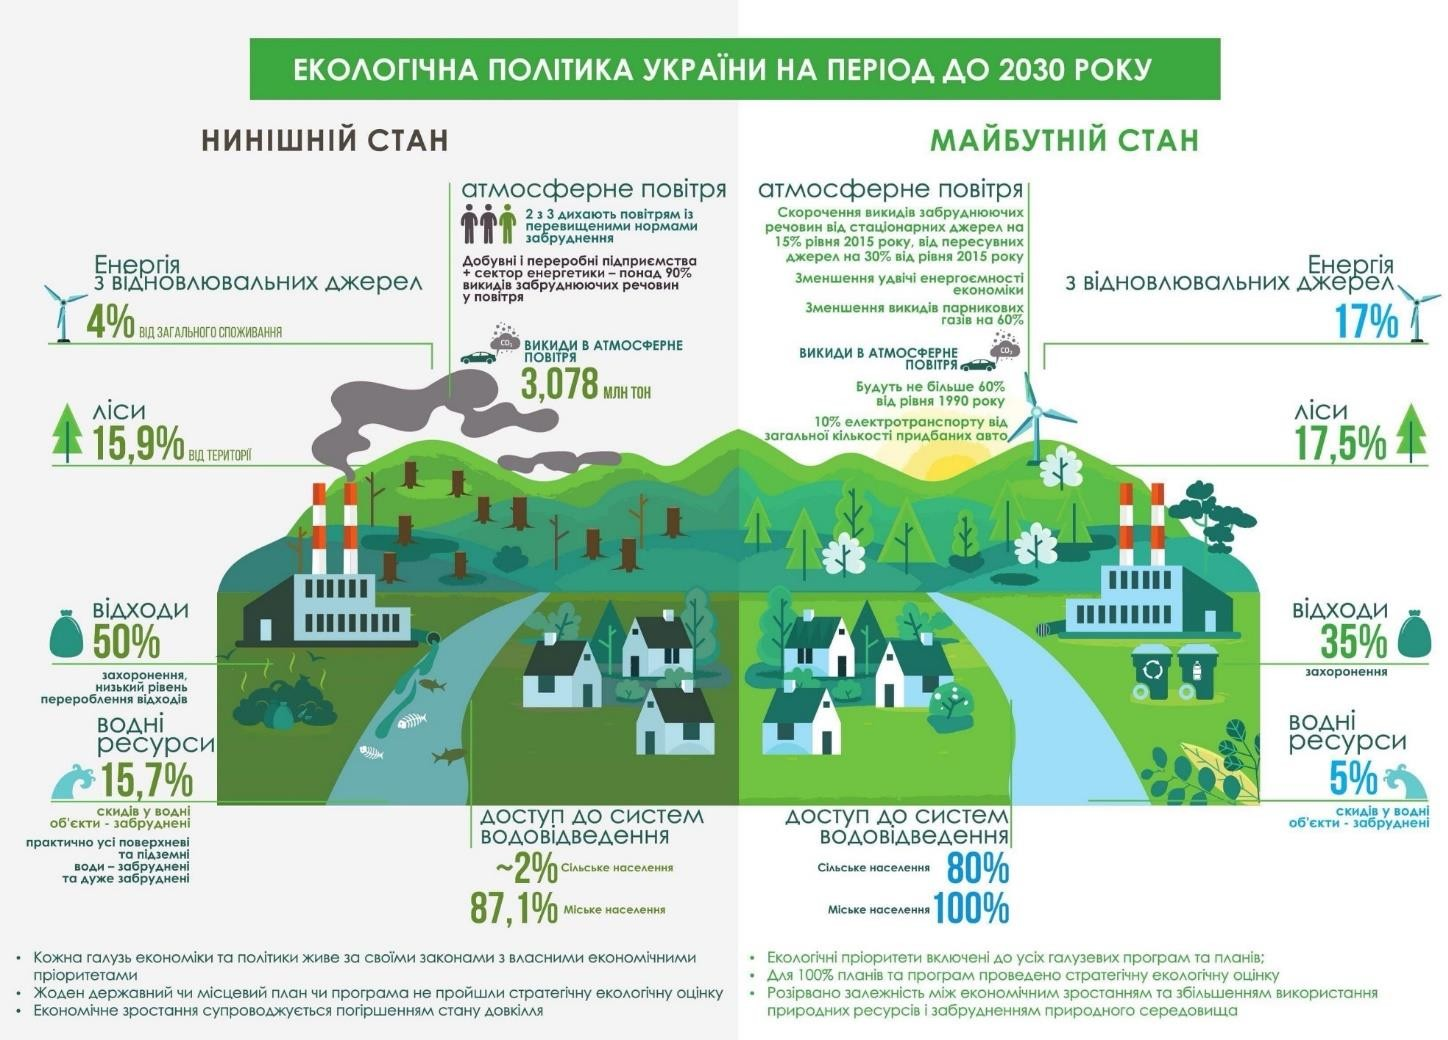 ЕКОЛОГІЧНА ПОЛІТИКА УКРАЇНИ НА ПЕРІОД ДО 2030 РОКУ
НИНІШНІЙ СТАН
атмосферне повітря
2 з 3 дихають повітрям із
перевищеними нормами
забруднення
Добувні і переробні підприємства
+ сектор енергетики – понад 90%
викидів забруднюючих речовин
у повітря
CO₂
ВИКИДИ В АТМОСФЕРНЕ
ПОВІТРЯ
3,078 МЛН ТОН
Енергія
з відновлювальних джерел
4% ВІД ЗАГАЛЬНОГО СПОЖИВАННЯ
ліси
15,9% ВІД ТЕРИТОРІЇ
відходи
50%
захоронення,
низький рівень
перероблення відходів
водні
ресурси
15,7%
скидів у водні
об'єкти - забруднені
практично усі поверхневі
та підземні
води – забруднені
та дуже забруднені
доступ до систем
водовідведення
~2% Сільське населення
87,1% Міське населення
• Кожна галузь економіки та політики живе за своїми законами з власними економічними
пріоритетами
• Жоден державний чи місцевий план чи програма не пройшли стратегічну екологічну оцінку
• Економічне зростання супроводжується погіршенням стану довкілля
МАЙБУТНІЙ СТАН
атмосферне повітря
Скорочення викидів забруднюючих
речовин від стаціонарних джерел на
15% рівня 2015 року, від пересувних
джерел на 30% від рівня 2015 року
Зменшення удвічі енергоємності
економіки
Зменшення викидів парникових
газів на 60%
ВИКИДИ В АТМОСФЕРНЕ
ПОВІТРЯ
CO₂
Будуть не більше 60%
від рівня 1990 року
10% електротранспорту від
загальної кількості придбаних авто
Енергія
з відновлювальних джерел
17%
ліси
17,5%
відходи
35%
захоронення
водні
ресурси
5%
скидів у водні
об'єкти - забруднені
доступ до систем
водовідведення
Сільське населення 80%
Міське населення 100%
• Екологічні пріоритети включені до усіх галузевих програм та планів;
• Для 100% планів та програм проведено стратегічну екологічну оцінку
• Розірвано залежність між економічним зростанням та збільшенням використання
природних ресурсів і забрудненням природного середовища